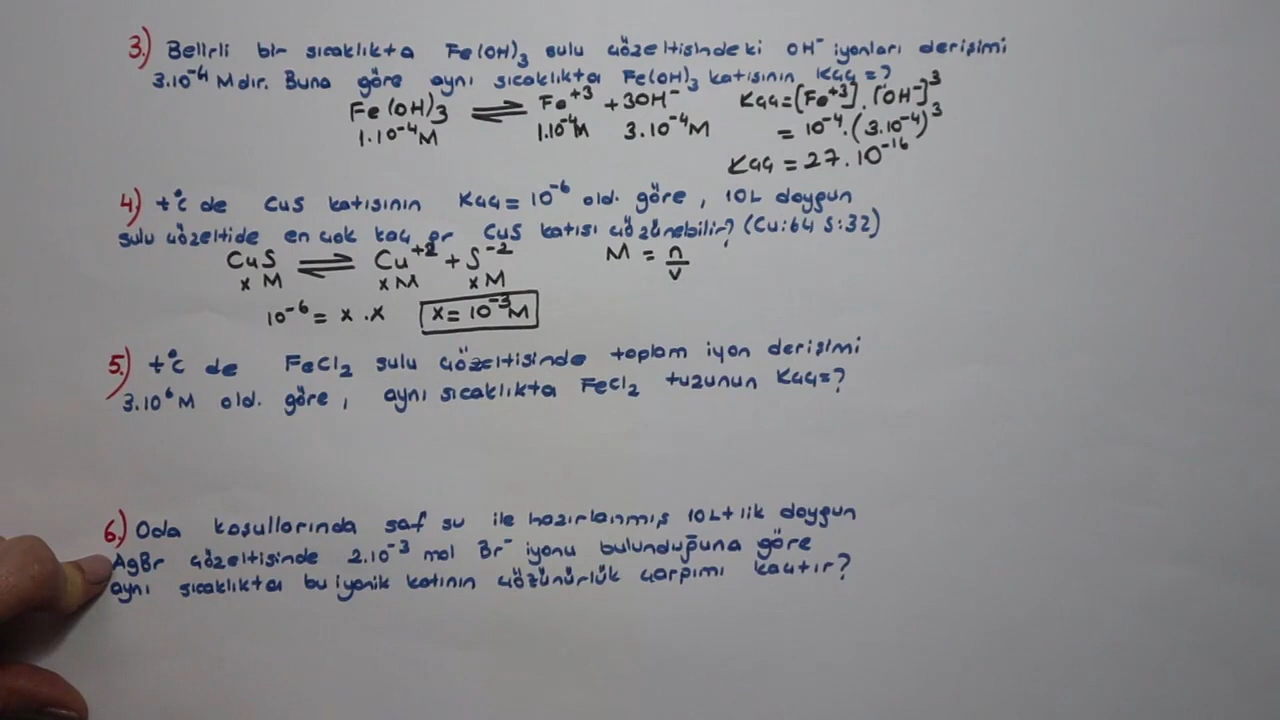 3.) Belirli bir sıcaklıkta Fe(OH)₃ sulu çözeltisindeki OH⁻ iyonları derişimi
3.10⁻⁴ M dır. Buna göre aynı sıcaklıkta Fe(OH)₃ katısının Kçç=?
Fe(OH)₃ ⇌ Fe⁺³ + 3OH⁻
1.10⁻⁴M 1.10⁻⁴M 3.10⁻⁴M
Kçç=[Fe⁺³].[OH⁻]³
= 10⁻⁴.(3.10⁻⁴)³
Kçç = 27.10⁻¹⁶
4.) t°c de CuS katısının Kçç= 10⁻⁶ old. göre, 10L doygun
sulu çözeltide en çok kaç gr CuS katısı çözünebilir? (Cu:64 S:32)
CuS ⇌ Cu⁺² + S⁻² M = n/v
x M x M x M
10⁻⁶ = x . x x = 10⁻³ M
5.) t°c de FeCl₂ sulu çözeltisinde toplam iyon derişimi
3.10⁶ M old. göre, aynı sıcaklıkta FeCl₂ tuzunun Kçç=?
6.) Oda koşullarında saf su ile hazırlanmış 10Lt lik doygun
AgBr çözeltisinde 2.10⁻³ mol Br⁻ iyonu bulunduğuna göre
aynı sıcaklıkta bu iyonik katının çözünürlük çarpımı kaçtır?